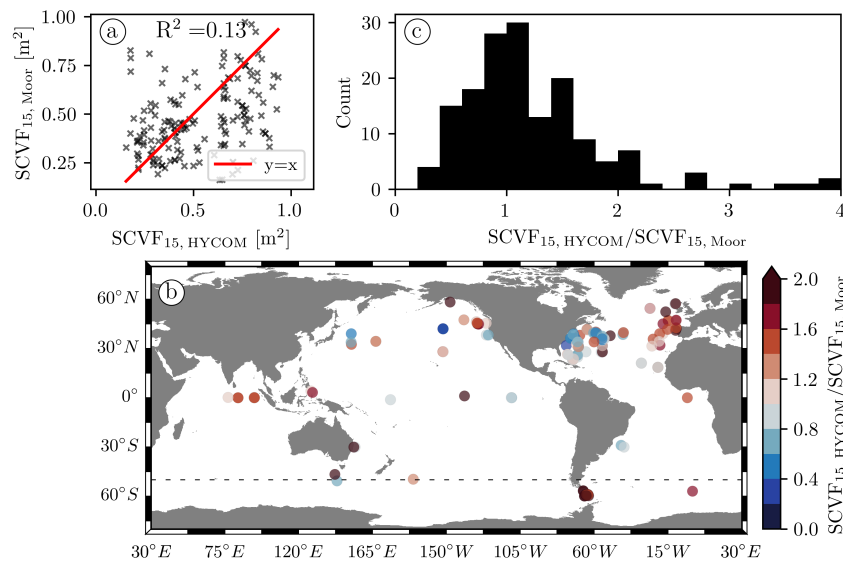 a
R² =0.13
SCVF₁₅, Moor [m²]
1.00
0.75
0.50
0.25
y=x
0.0
0.5
1.0
SCVF₁₅, HYCOM [m²]
c
Count
30
20
10
0
0
1
2
3
4
SCVF₁₅, HYCOM/SCVF₁₅, Moor
b
60°N
30°N
0°
30°S
60°S
30°E
75°E
120°E
165°E
150°W
105°W
60°W
15°W
30°E
2.0
1.6
1.2
0.8
0.4
0.0
SCVF₁₅, HYCOM/SCVF₁₅, Moor